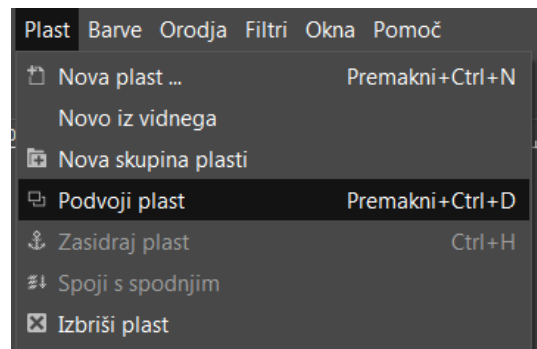 Plast Barve Orodja Filtri Okna Pomoč
Nova plast ... Premakni+Ctrl+N
Novo iz vidnega
Nova skupina plasti
Podvoji plast Premakni+Ctrl+D
Zasidraj plast Ctrl+H
Spoji s spodnjim
Izbriši plast